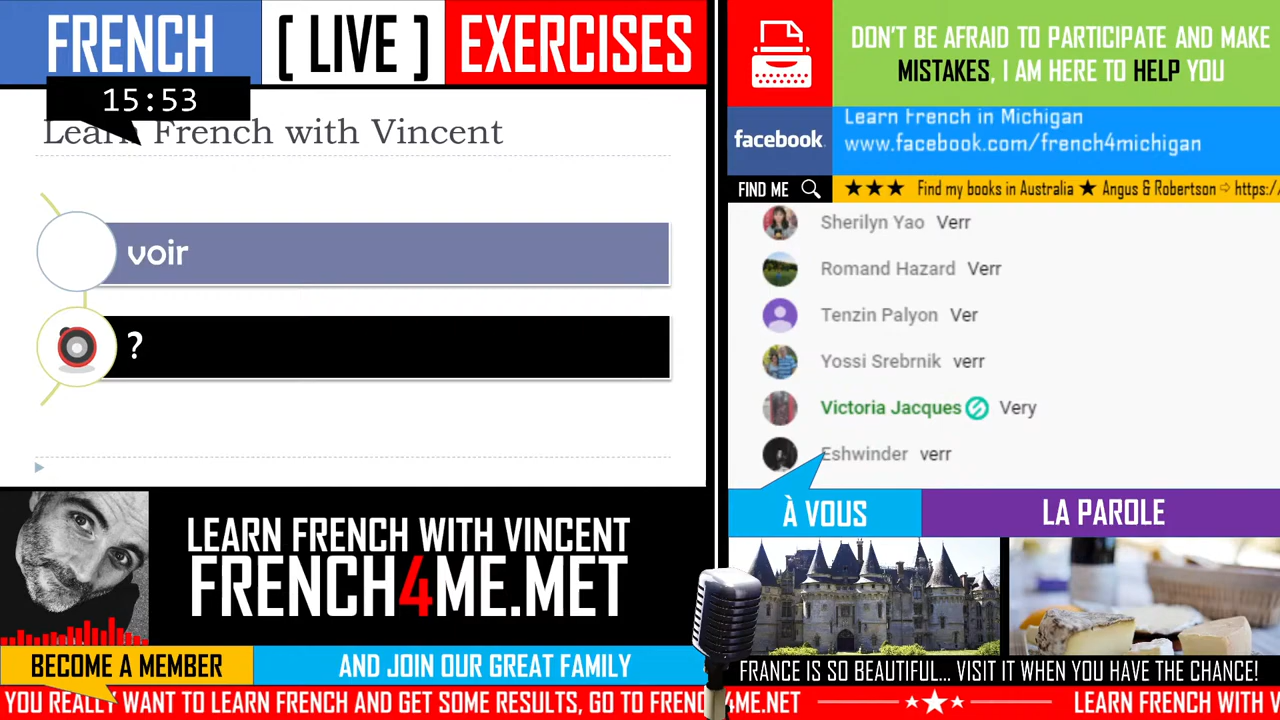 FRENCH
[ LIVE ]
EXERCISES
15:53
Learn French with Vincent
voir
?
LEARN FRENCH WITH VINCENT
FRENCH4ME.MET
BECOME A MEMBER
AND JOIN OUR GREAT FAMILY
DON'T BE AFRAID TO PARTICIPATE AND MAKE
MISTAKES, I AM HERE TO HELP YOU
facebook.
Learn French in Michigan
www.facebook.com/french4michigan
FIND ME
★★★ Find my books in Australia ★ Angus & Robertson ⇨ https:/
Sherilyn Yao Verr
Romand Hazard Verr
Tenzin Palyon Ver
Yossi Srebrnik verr
Victoria Jacques Very
Eshwinder verr
À VOUS
LA PAROLE
FRANCE IS SO BEAUTIFUL... VISIT IT WHEN YOU HAVE THE CHANCE!
YOU REALLY WANT TO LEARN FRENCH AND GET SOME RESULTS, GO TO FRENCH4ME.NET
LEARN FRENCH WITH V